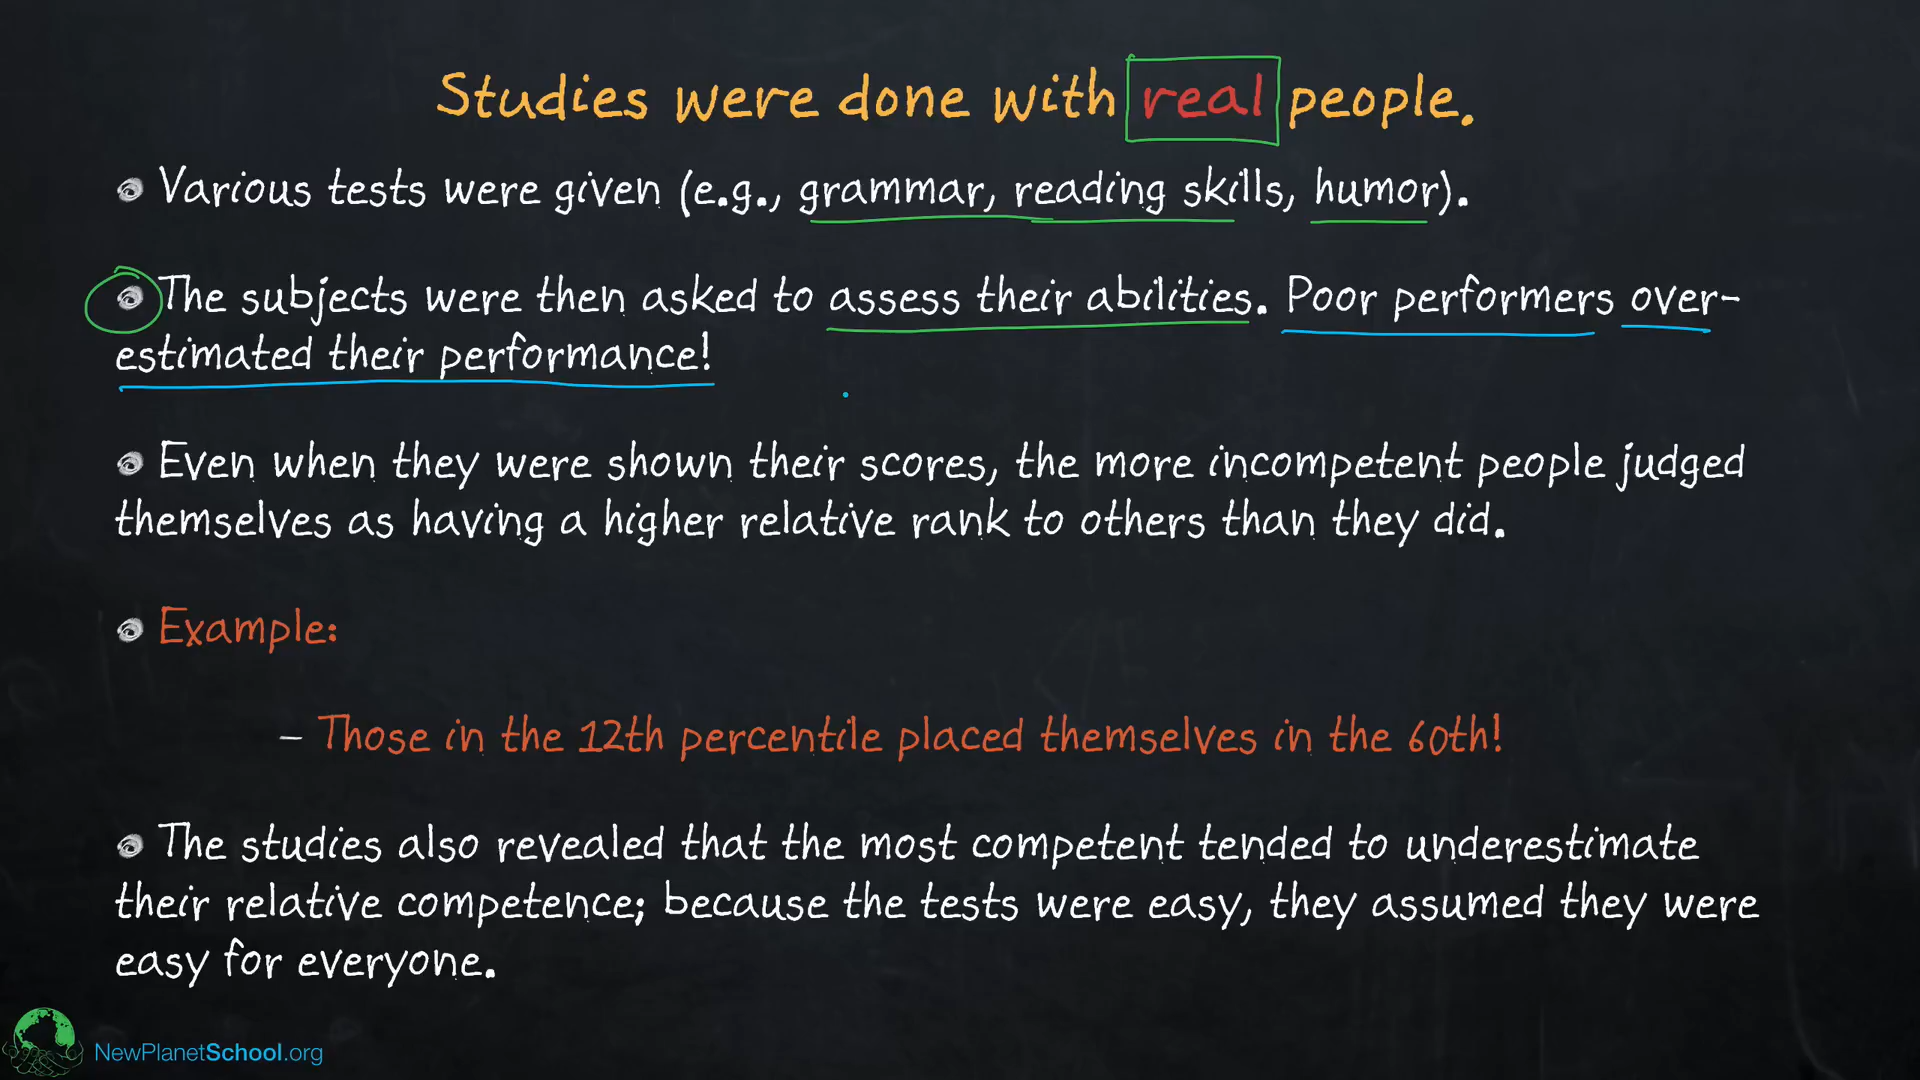 Studies were done with real people.
Various tests were given (e.g., grammar, reading skills, humor).
The subjects were then asked to assess their abilities. Poor performers over-
estimated their performance!
Even when they were shown their scores, the more incompetent people judged
themselves as having a higher relative rank to others than they did.
Example:
– Those in the 12th percentile placed themselves in the 60th!
The studies also revealed that the most competent tended to underestimate
their relative competence; because the tests were easy, they assumed they were
easy for everyone.
NewPlanetSchool.org